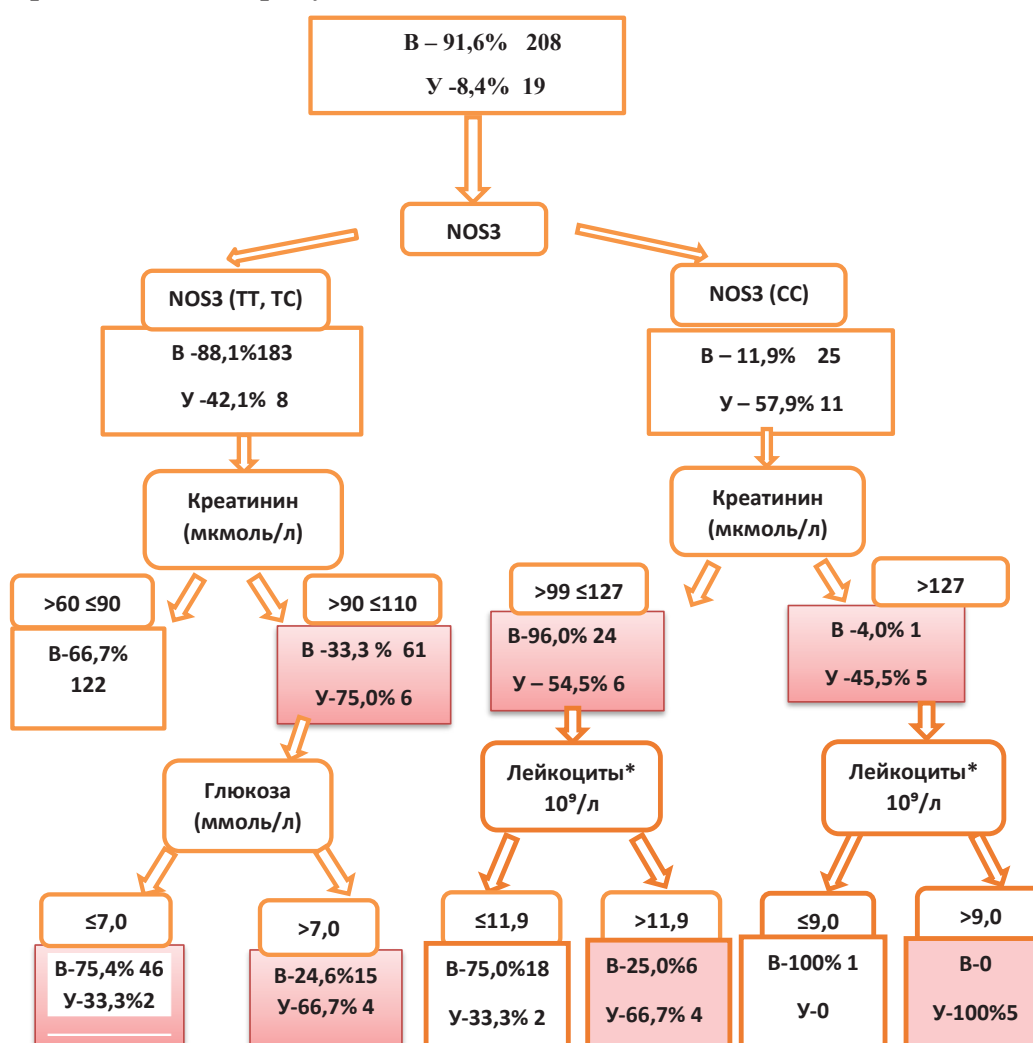 В – 91,6% 208
У -8,4% 19
NOS3
NOS3 (ТТ, ТС)
NOS3 (СС)
В -88,1%183
У -42,1% 8
В – 11,9% 25
У – 57,9% 11
Креатинин
(мкмоль/л)
Креатинин
(мкмоль/л)
>60 ≤90
>90 ≤110
>99 ≤127
>127
В-66,7%
122
В -33,3 % 61
У-75,0% 6
В-96,0% 24
У – 54,5% 6
В -4,0% 1
У -45,5% 5
Глюкоза
(ммоль/л)
Лейкоциты*
10⁹/л
Лейкоциты*
10⁹/л
≤7,0
>7,0
≤11,9
>11,9
≤9,0
>9,0
В-75,4% 46
У-33,3%2
В-24,6%15
У-66,7% 4
В-75,0%18
У-33,3% 2
В-25,0%6
У-66,7% 4
В-100% 1
У-0
В-0
У-100%5